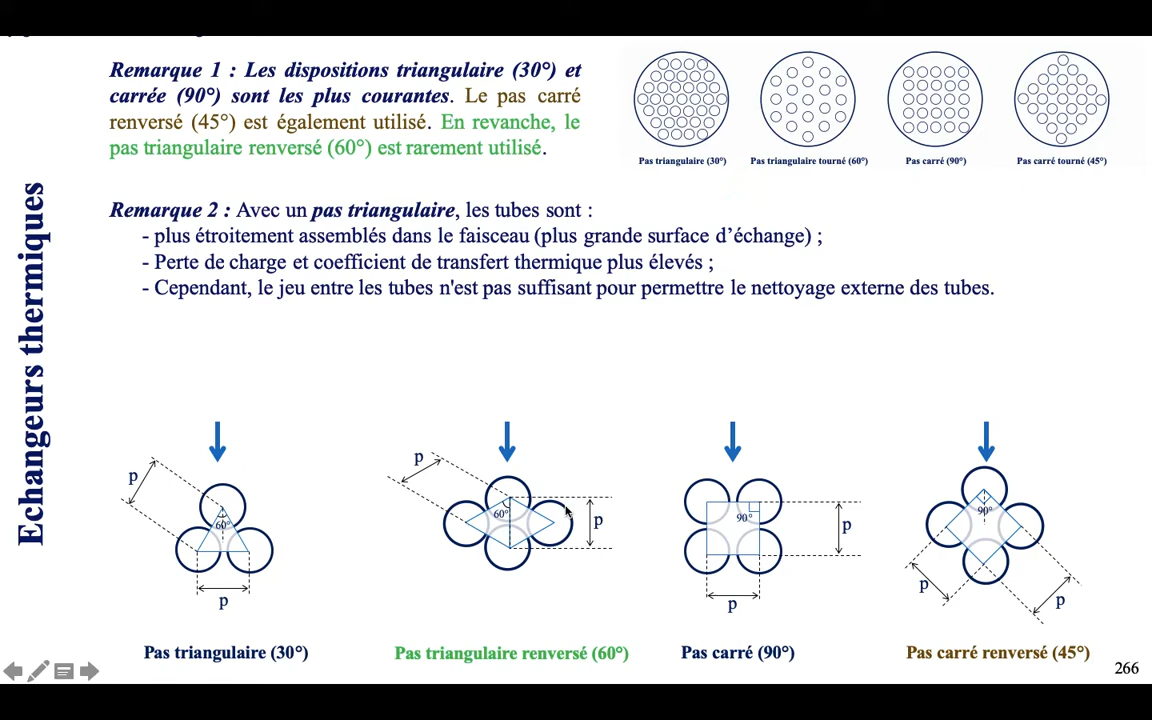 Remarque 1 : Les dispositions triangulaire (30°) et
carrée (90°) sont les plus courantes. Le pas carré
renversé (45°) est également utilisé. En revanche, le
pas triangulaire renversé (60°) est rarement utilisé.
Pas triangulaire (30°)
Pas triangulaire tourné (60°)
Pas carré (90°)
Pas carré tourné (45°)
Echangeurs thermiques
Remarque 2 : Avec un pas triangulaire, les tubes sont :
- plus étroitement assemblés dans le faisceau (plus grande surface d’échange) ;
- Perte de charge et coefficient de transfert thermique plus élevés ;
- Cependant, le jeu entre les tubes n'est pas suffisant pour permettre le nettoyage externe des tubes.
p
60°
p
p
60°
p
90°
p
p
90°
p
p
Pas triangulaire (30°)
Pas triangulaire renversé (60°)
Pas carré (90°)
Pas carré renversé (45°)
266